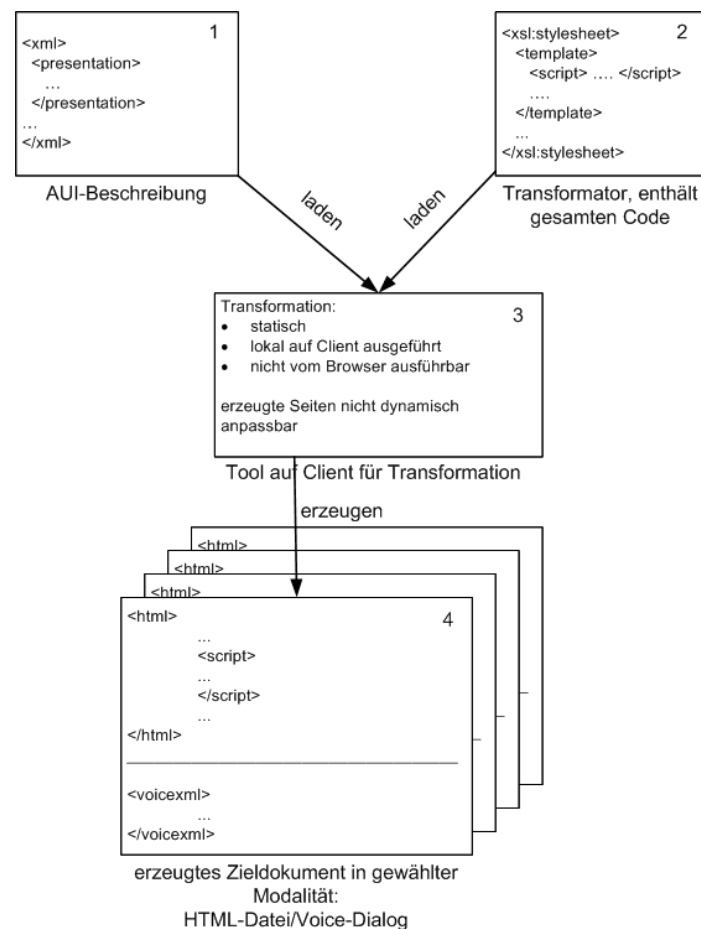 1
<xml>
<presentation>
...
</presentation>
...
</xml>
AUI-Beschreibung
2
<xsl:stylesheet>
<template>
<script> .... </script>
....
</template>
...
</xsl:stylesheet>
Transformator, enthält
gesamten Code
laden
laden
3
Transformation:
• statisch
• lokal auf Client ausgeführt
• nicht vom Browser ausführbar
erzeugte Seiten nicht dynamisch
anpassbar
Tool auf Client für Transformation
erzeugen
<html>
<html>
<html>
4
<html>
...
<script>
...
</script>
...
</html>
<voicexml>
...
</voicexml>
erzeugtes Zieldokument in gewählter
Modalität:
HTML-Datei/Voice-Dialog